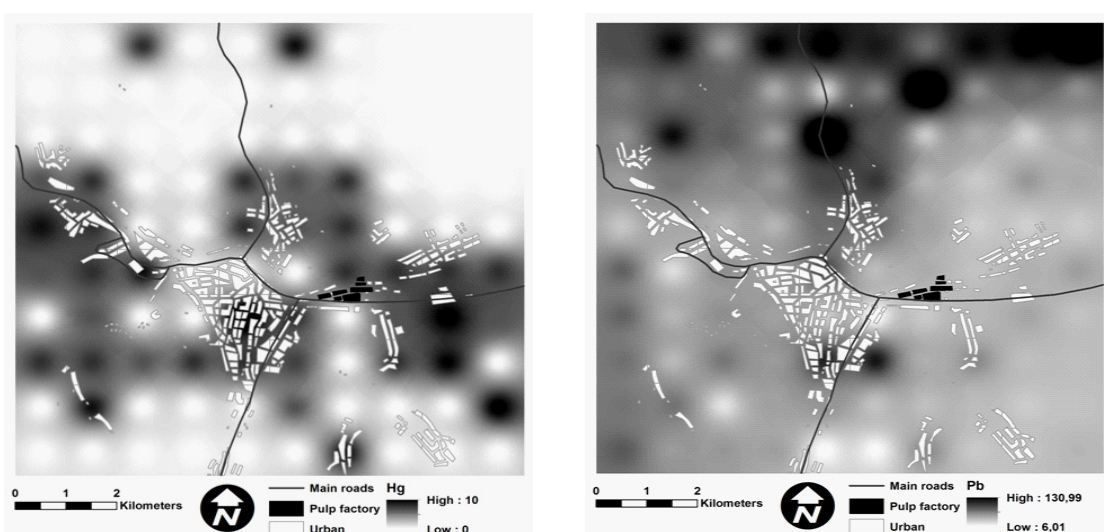 0 1 2
Kilometers
N
Main roads
Pulp factory
Urban
Hg
High : 10
Low : 0
0 1 2
Kilometers
N
Main roads
Pulp factory
Urban
Pb
High : 130,99
Low : 6,01